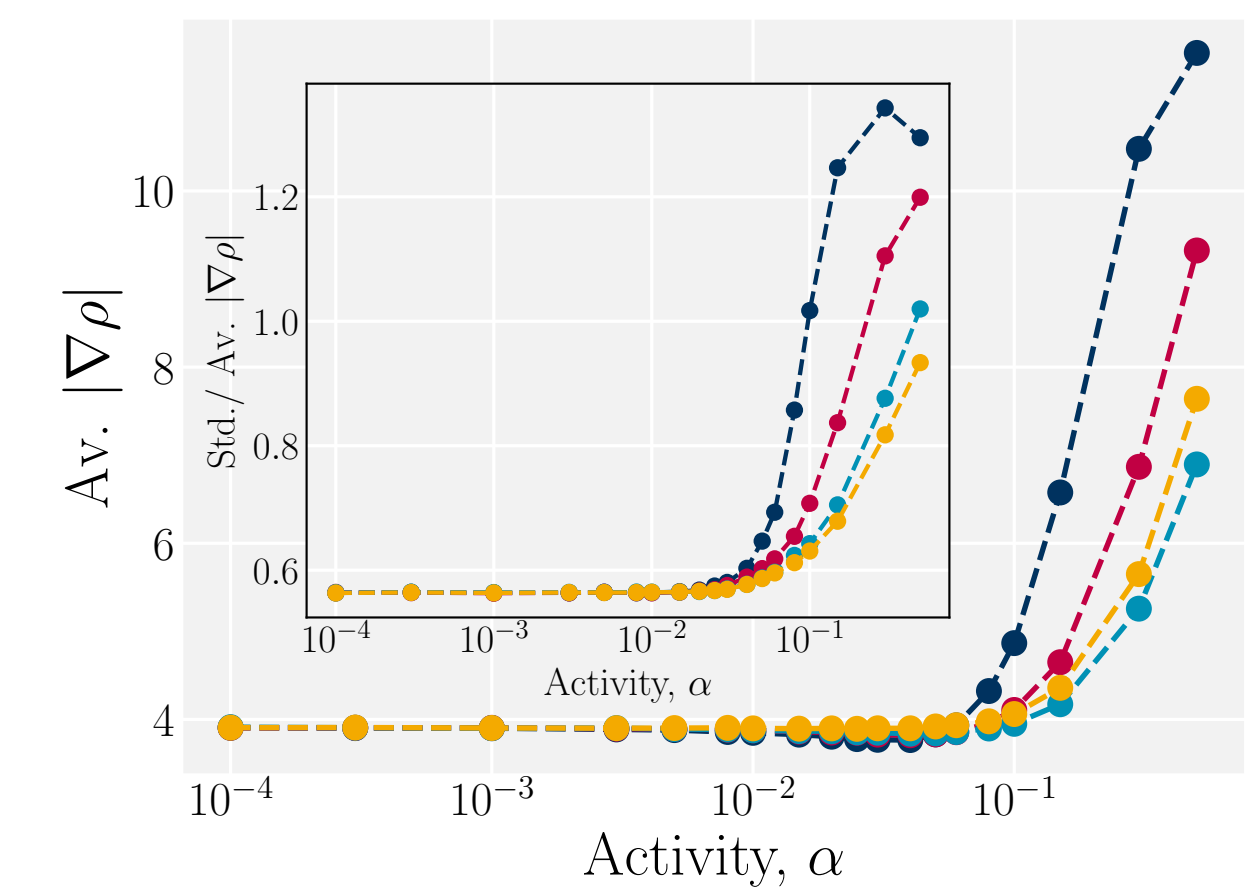 Av. |∇ρ|
10
8
6
4
10⁻⁴ 10⁻³ 10⁻² 10⁻¹
Activity, α
Std./ Av. |∇ρ|
1.2
1.0
0.8
0.6
10⁻⁴ 10⁻³ 10⁻² 10⁻¹
Activity, α